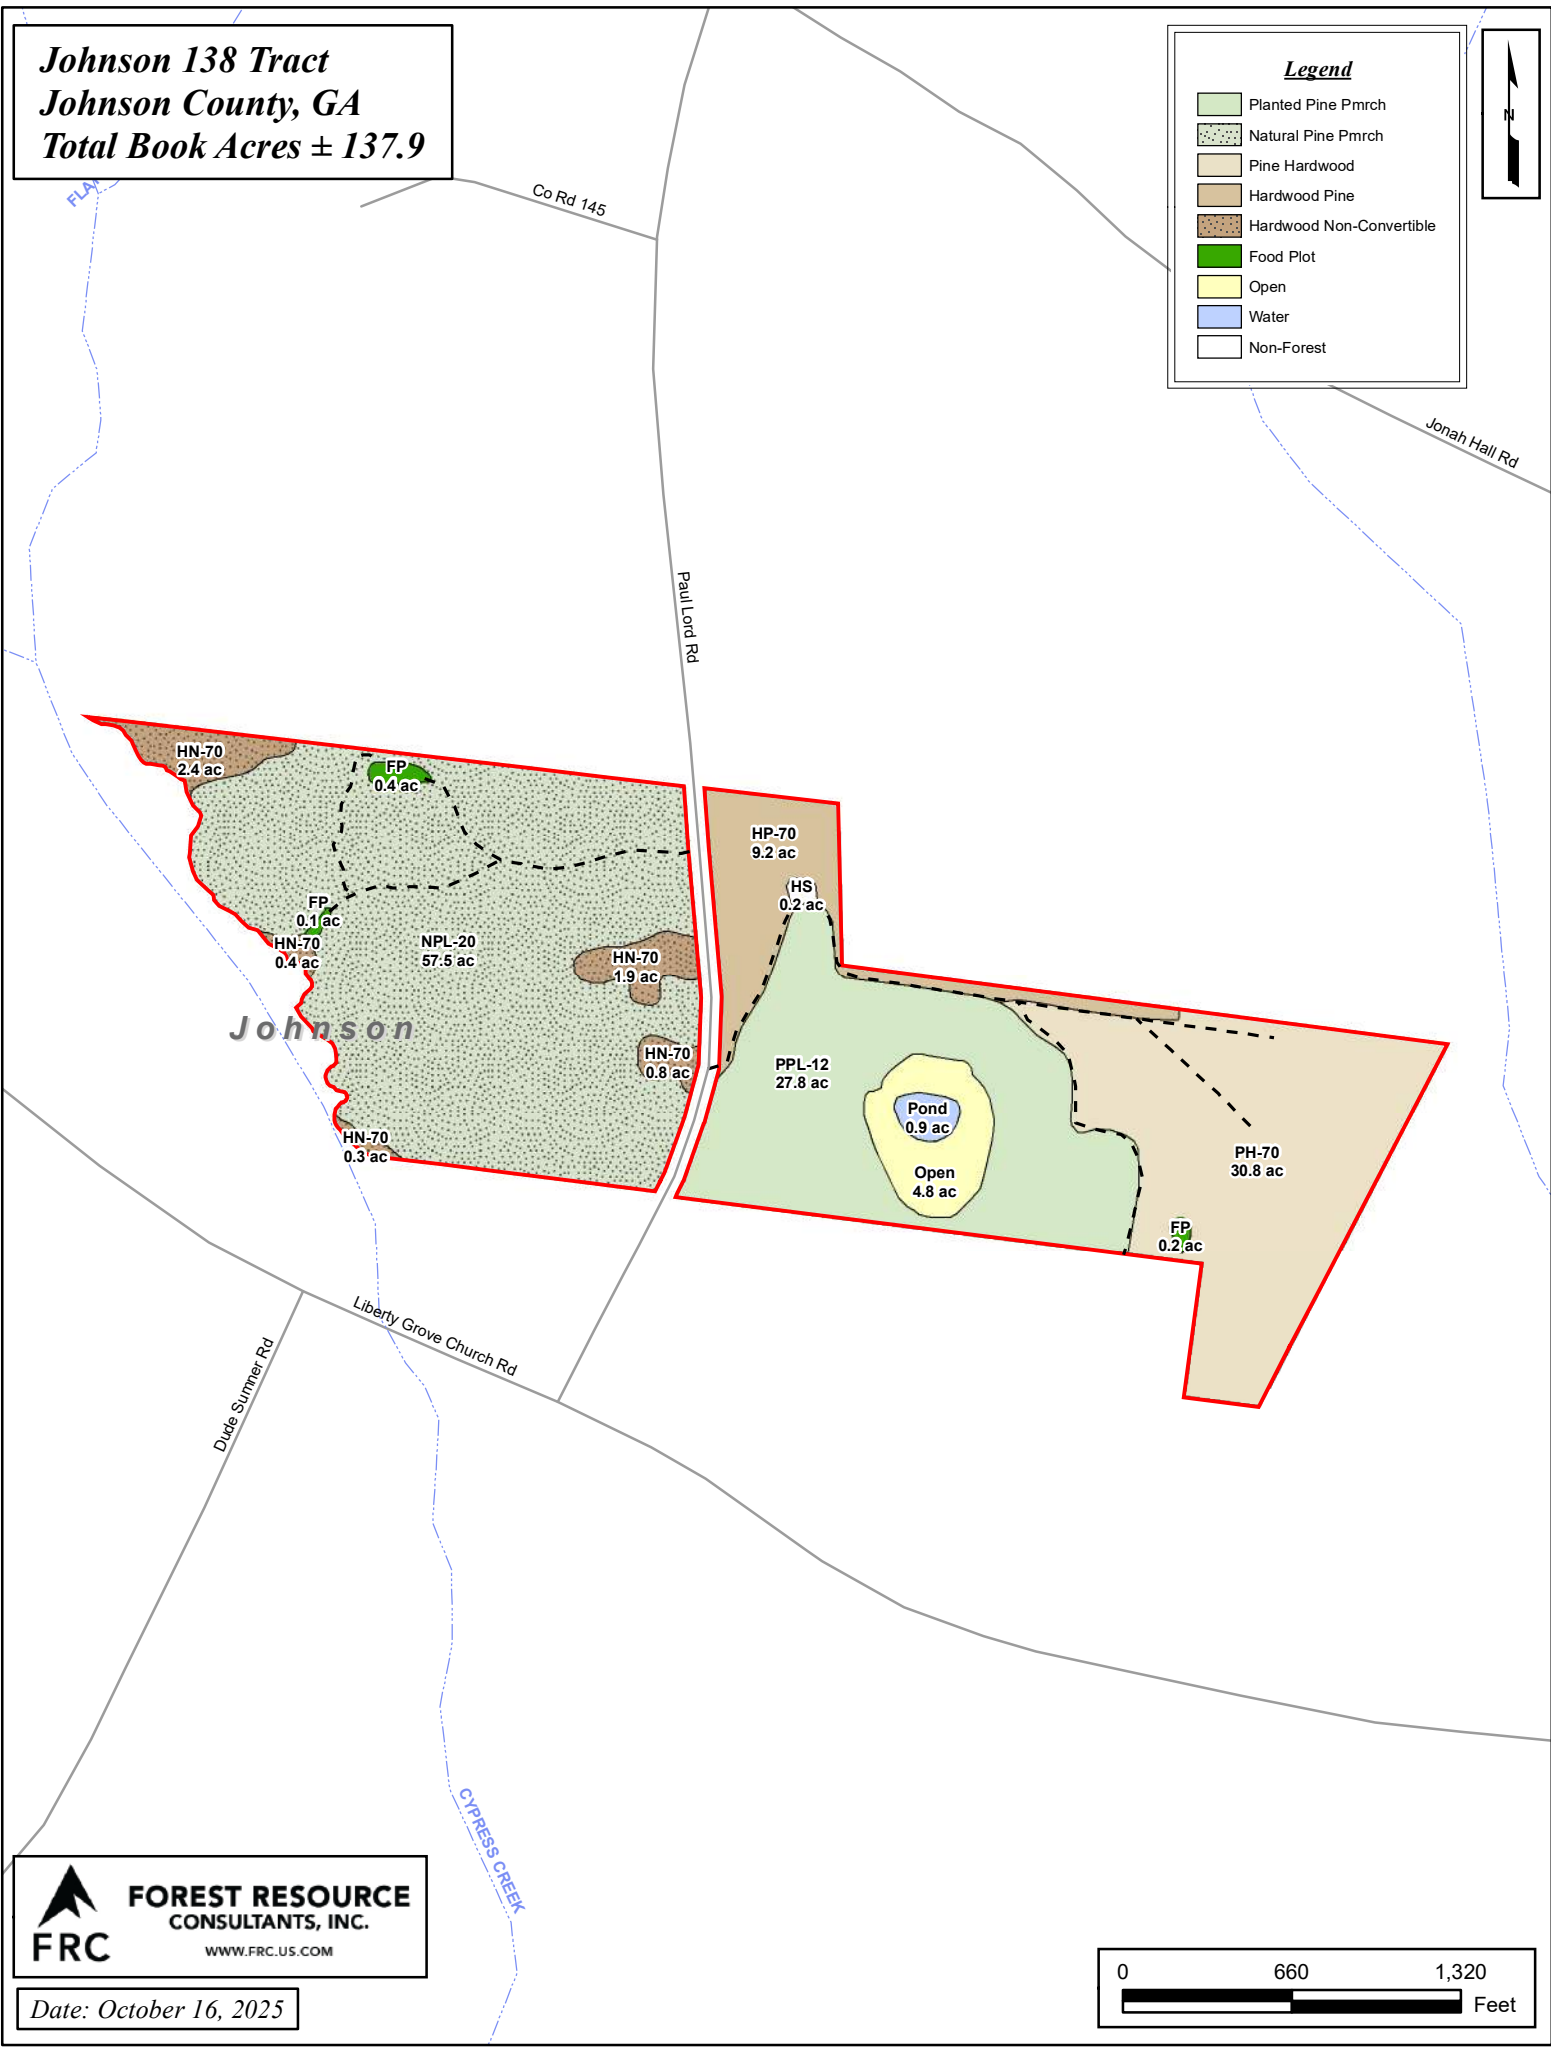 Johnson 138 Tract
Johnson County, GA
Total Book Acres ± 137.9
Legend
Planted Pine Pmrch
Natural Pine Pmrch
Pine Hardwood
Hardwood Pine
Hardwood Non-Convertible
Food Plot
Open
Water
Non-Forest
N
Co Rd 145
Jonah Hall Rd
Paul Lord Rd
HN-70
2.4 ac
FP
0.4 ac
HP-70
9.2 ac
HS
0.2 ac
FP
0.1 ac
HN-70
0.4 ac
NPL-20
57.5 ac
HN-70
1.9 ac
Johnson
HN-70
0.8 ac
PPL-12
27.8 ac
Pond
0.9 ac
Open
4.8 ac
HN-70
0.3 ac
PH-70
30.8 ac
FP
0.2 ac
Liberty Grove Church Rd
Dude Sumner Rd
CYPRESS CREEK
FRC
FOREST RESOURCE
CONSULTANTS, INC.
WWW.FRC.US.COM
Date: October 16, 2025
0 660 1,320
Feet